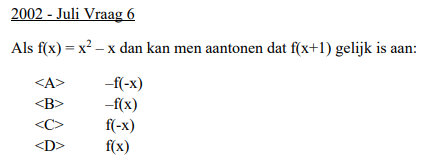 2002 - Juli Vraag 6
Als f(x) = x² – x dan kan men aantonen dat f(x+1) gelijk is aan:
<A> –f(-x)
<B> –f(x)
<C> f(-x)
<D> f(x)